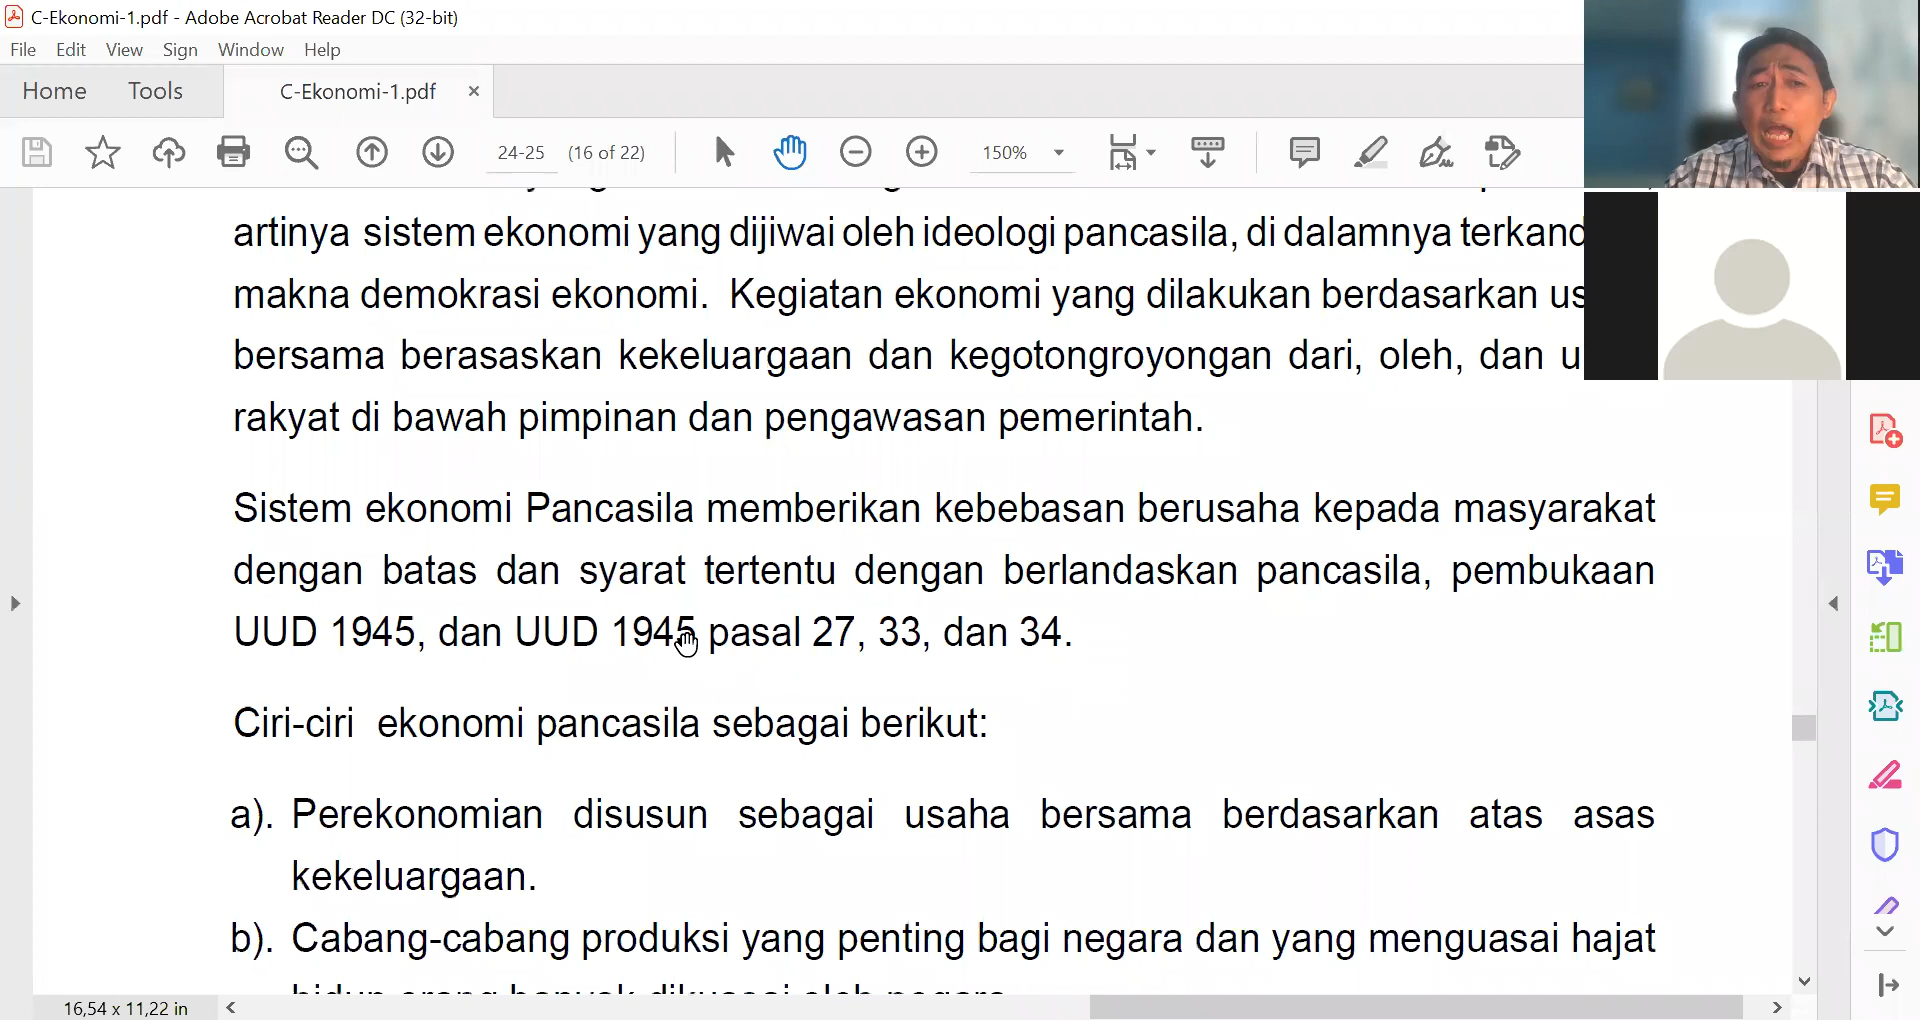 C-Ekonomi-1.pdf - Adobe Acrobat Reader DC (32-bit)
File Edit View Sign Window Help
Home Tools C-Ekonomi-1.pdf ×
24-25 (16 of 22) 150%
artinya sistem ekonomi yang dijiwai oleh ideologi pancasila, di dalamnya
makna demokrasi ekonomi. Kegiatan ekonomi yang dilakukan berdasarkan
bersama berasaskan kekeluargaan dan kegotongroyongan dari, oleh, dan
rakyat di bawah pimpinan dan pengawasan pemerintah.
Sistem ekonomi Pancasila memberikan kebebasan berusaha kepada masyarakat
dengan batas dan syarat tertentu dengan berlandaskan pancasila, pembukaan
UUD 1945, dan UUD 1945 pasal 27, 33, dan 34.
Ciri-ciri ekonomi pancasila sebagai berikut:
a). Perekonomian disusun sebagai usaha bersama berdasarkan atas asas
kekeluargaan.
b). Cabang-cabang produksi yang penting bagi negara dan yang menguasai hajat
hidup orang banyak dikuasai oleh negara
16,54 x 11,22 in